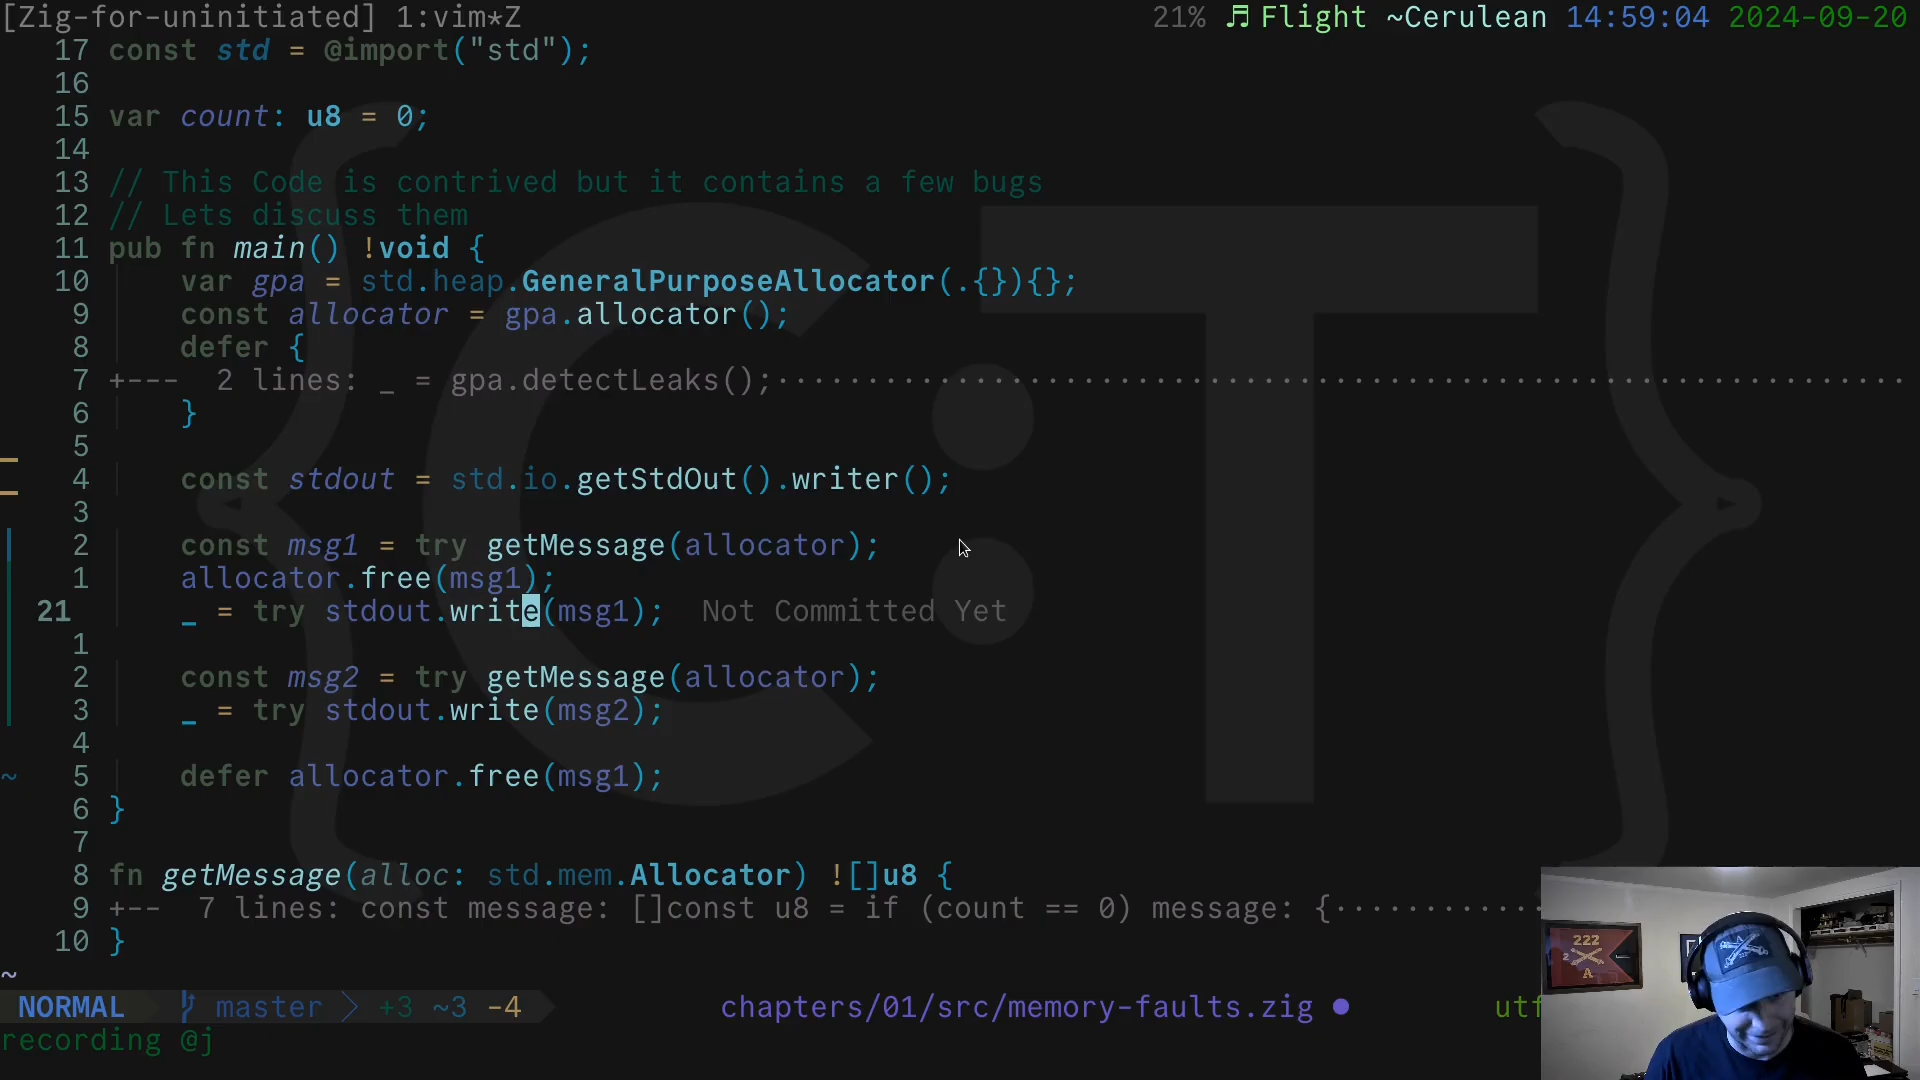 [Zig-for-uninitiated] 1:vim*Z 21% ♬ Flight ~Cerulean 14:59:04 2024-09-20
17 const std = @import("std");
16
15 var count: u8 = 0;
14
13 // This Code is contrived but it contains a few bugs
12 // Lets discuss them
11 pub fn main() !void {
10     var gpa = std.heap.GeneralPurposeAllocator(.{}){};
9     const allocator = gpa.allocator();
8     defer {
7 +---  2 lines: _ = gpa.detectLeaks();
6     }
5
4     const stdout = std.io.getStdOut().writer();
3
2     const msg1 = try getMessage(allocator);
1     allocator.free(msg1);
21     _ = try stdout.write(msg1);  Not Committed Yet
1
2     const msg2 = try getMessage(allocator);
3     _ = try stdout.write(msg2);
4
~ 5     defer allocator.free(msg1);
6 }
7
8 fn getMessage(alloc: std.mem.Allocator) ![]u8 {
9 +--  7 lines: const message: []const u8 = if (count == 0) message: {
10 }
~
NORMAL master +3 ~3 -4 chapters/01/src/memory-faults.zig ● utf
recording @j
C:T
222
2
A
A